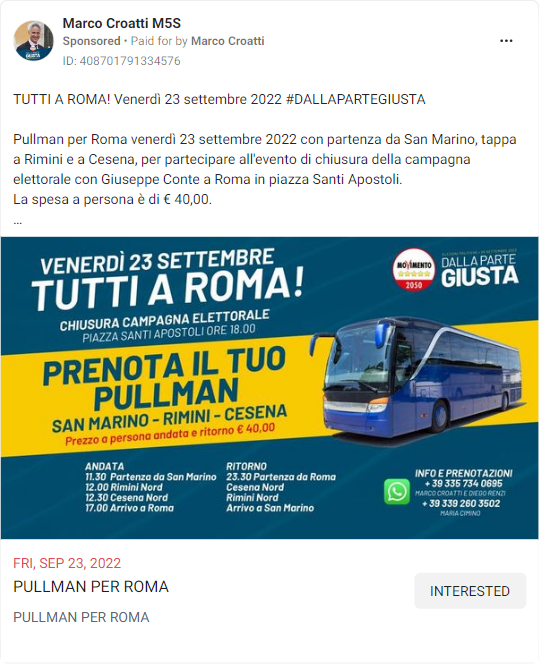 Marco Croatti M5S
Sponsored • Paid for by Marco Croatti
ID: 408701791334576
TUTTI A ROMA! Venerdì 23 settembre 2022 #DALLAPARTEGIUSTA
Pullman per Roma venerdì 23 settembre 2022 con partenza da San Marino, tappa
a Rimini e a Cesena, per partecipare all'evento di chiusura della campagna
elettorale con Giuseppe Conte a Roma in piazza Santi Apostoli.
La spesa a persona è di € 40,00.
...
VENERDÌ 23 SETTEMBRE
TUTTI A ROMA!
CHIUSURA CAMPAGNA ELETTORALE
PIAZZA SANTI APOSTOLI ORE 18.00
MOVIMENTO
2050
DALLA PARTE
GIUSTA
PRENOTA IL TUO
PULLMAN
SAN MARINO - RIMINI - CESENA
Prezzo a persona andata e ritorno € 40,00
ANDATA
11.30 Partenza da San Marino
12.00 Rimini Nord
12.30 Cesena Nord
17.00 Arrivo a Roma
RITORNO
23.30 Partenza da Roma
Cesena Nord
Rimini Nord
Arrivo a San Marino
INFO E PRENOTAZIONI
+ 39 335 734 0695
MARCO CROATTI E DIEGO RENZI
+ 39 339 260 3502
MARIA CIMINO
FRI, SEP 23, 2022
PULLMAN PER ROMA
PULLMAN PER ROMA
INTERESTED